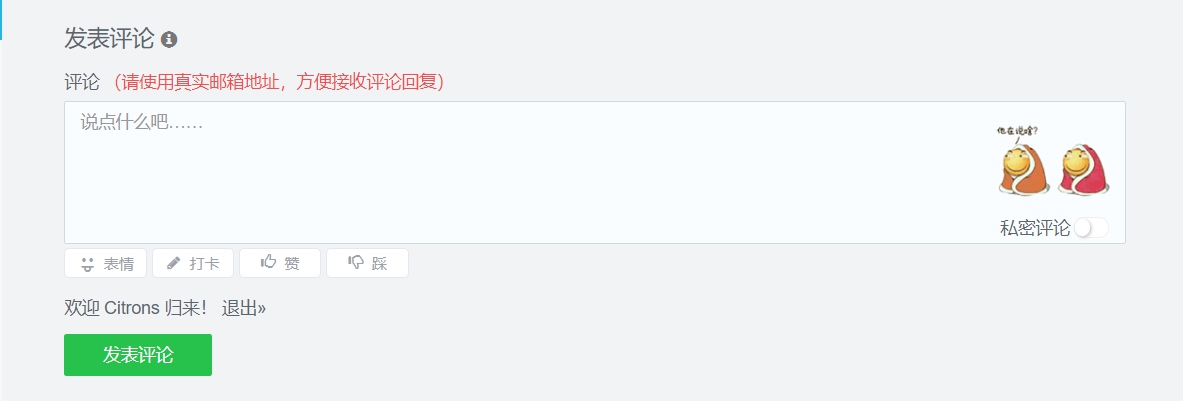 发表评论
评论 （请使用真实邮箱地址，方便接收评论回复）
说点什么吧……
他在说啥?
私密评论
表情 打卡 赞 踩
欢迎 Citrons 归来！ 退出»
发表评论